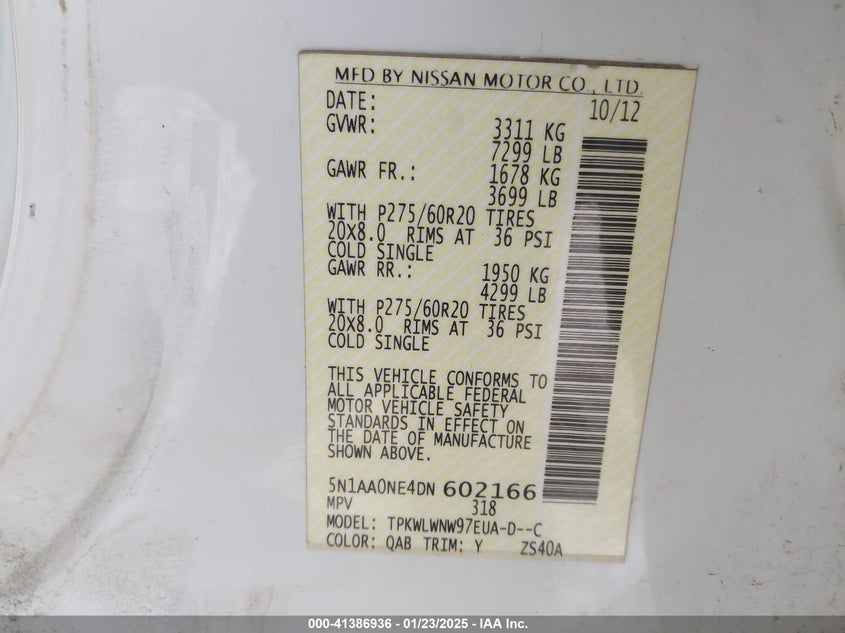 MFD BY NISSAN MOTOR CO., LTD.
DATE: 10/12
GVWR: 3311 KG
7299 LB
GAWR FR.: 1678 KG
3699 LB
WITH P275/60R20 TIRES
20X8.0 RIMS AT 36 PSI
COLD SINGLE
GAWR RR.: 1950 KG
4299 LB
WITH P275/60R20 TIRES
20X8.0 RIMS AT 36 PSI
COLD SINGLE
THIS VEHICLE CONFORMS TO
ALL APPLICABLE FEDERAL
MOTOR VEHICLE SAFETY
STANDARDS IN EFFECT ON
THE DATE OF MANUFACTURE
SHOWN ABOVE.
5N1AA0NE4DN 602166
MPV 318
MODEL: TPKWLWNW97EUA-D--C
COLOR: QAB TRIM: Y ZS40A
000-41386936 - 01/23/2025 - IAA Inc.